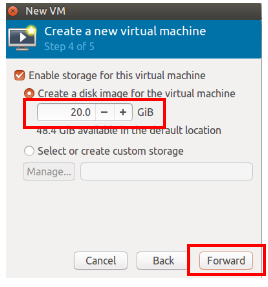 New VM
Create a new virtual machine
Step 4 of 5
Enable storage for this virtual machine
Create a disk image for the virtual machine
20.0 − + GiB
48.4 GiB available in the default location
Select or create custom storage
Manage...
Cancel Back Forward